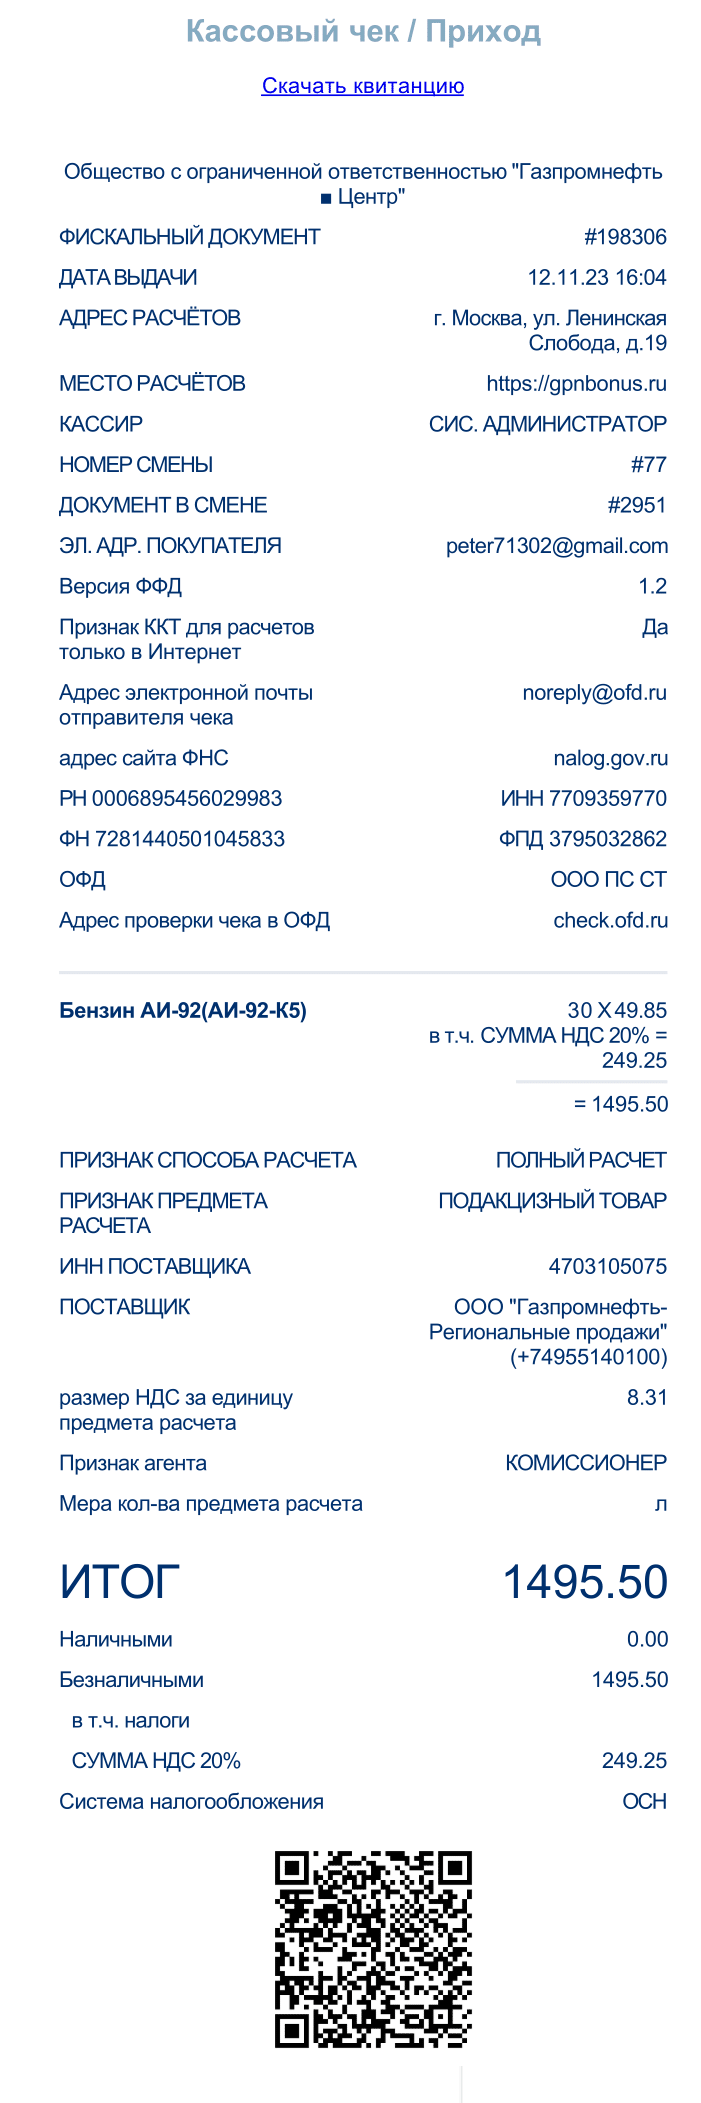 Кассовый чек / Приход
Скачать квитанцию
Общество с ограниченной ответственностью "Газпромнефть
■ Центр"
ФИСКАЛЬНЫЙ ДОКУМЕНТ #198306
ДАТА ВЫДАЧИ 12.11.23 16:04
АДРЕС РАСЧЁТОВ г. Москва, ул. Ленинская
Слобода, д.19
МЕСТО РАСЧЁТОВ https://gpnbonus.ru
КАССИР СИС. АДМИНИСТРАТОР
НОМЕР СМЕНЫ #77
ДОКУМЕНТ В СМЕНЕ #2951
ЭЛ. АДР. ПОКУПАТЕЛЯ peter71302@gmail.com
Версия ФФД 1.2
Признак ККТ для расчетов Да
только в Интернет
Адрес электронной почты noreply@ofd.ru
отправителя чека
адрес сайта ФНС nalog.gov.ru
РН 0006895456029983 ИНН 7709359770
ФН 7281440501045833 ФПД 3795032862
ОФД ООО ПС СТ
Адрес проверки чека в ОФД check.ofd.ru
Бензин АИ-92(АИ-92-К5) 30 X 49.85
в т.ч. СУММА НДС 20% =
249.25
= 1495.50
ПРИЗНАК СПОСОБА РАСЧЕТА ПОЛНЫЙ РАСЧЕТ
ПРИЗНАК ПРЕДМЕТА ПОДАКЦИЗНЫЙ ТОВАР
РАСЧЕТА
ИНН ПОСТАВЩИКА 4703105075
ПОСТАВЩИК ООО "Газпромнефть-
Региональные продажи"
(+74955140100)
размер НДС за единицу 8.31
предмета расчета
Признак агента КОМИССИОНЕР
Мера кол-ва предмета расчета л
ИТОГ 1495.50
Наличными 0.00
Безналичными 1495.50
в т.ч. налоги
СУММА НДС 20% 249.25
Система налогообложения ОСН